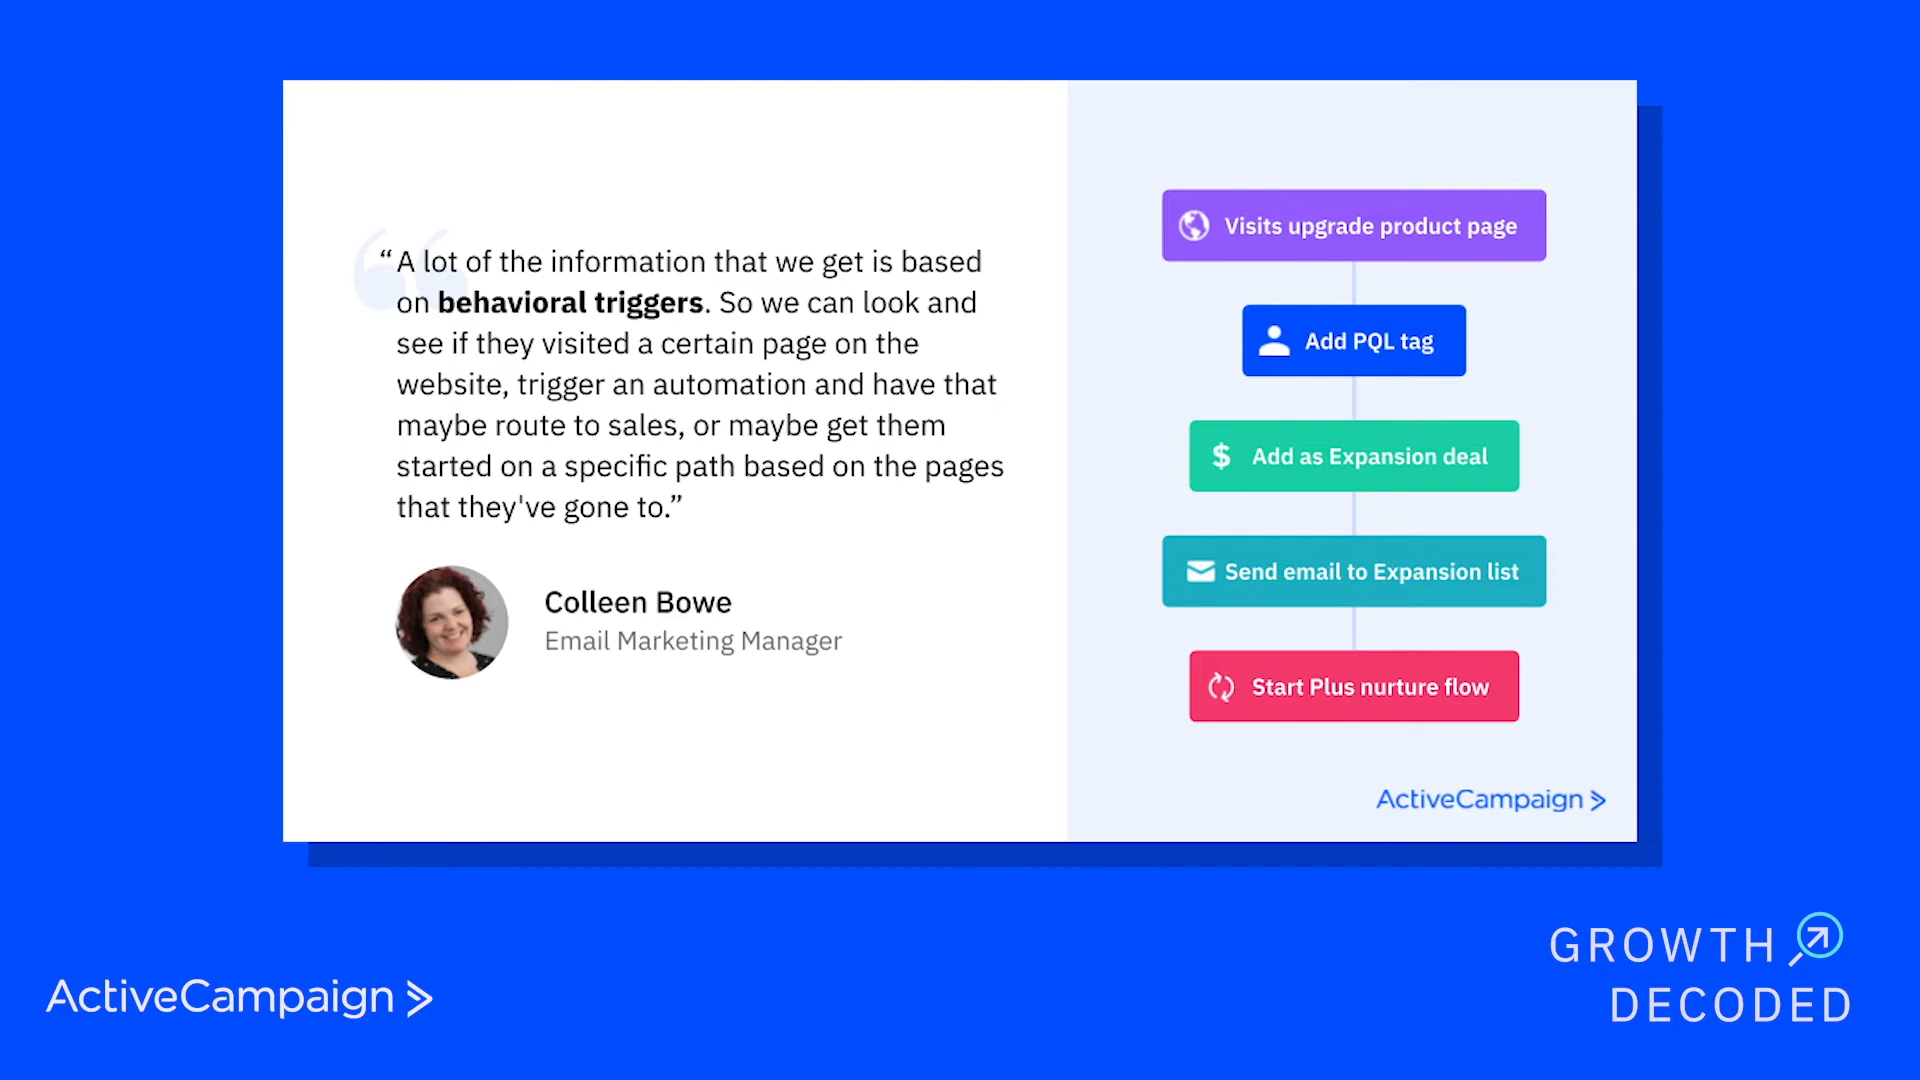 “A lot of the information that we get is based
on behavioral triggers. So we can look and
see if they visited a certain page on the
website, trigger an automation and have that
maybe route to sales, or maybe get them
started on a specific path based on the pages
that they've gone to.”
Colleen Bowe
Email Marketing Manager
Visits upgrade product page
Add PQL tag
$ Add as Expansion deal
Send email to Expansion list
Start Plus nurture flow
ActiveCampaign
ActiveCampaign
GROWTH
DECODED